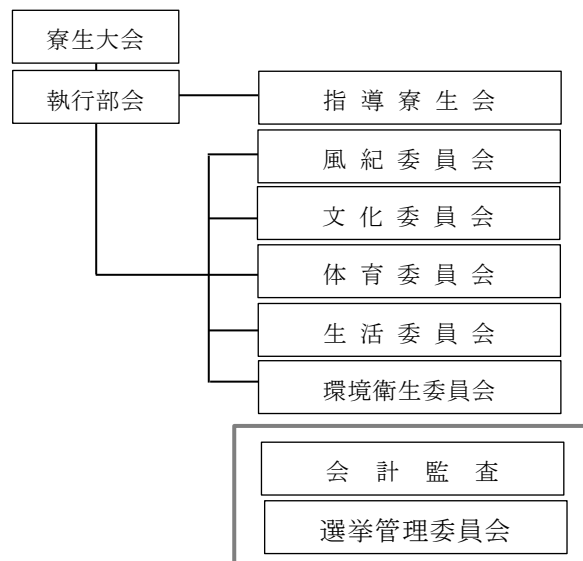 寮生大会
執行部会
指導寮生会
風紀委員会
文化委員会
体育委員会
生活委員会
環境衛生委員会
会計監査
選挙管理委員会